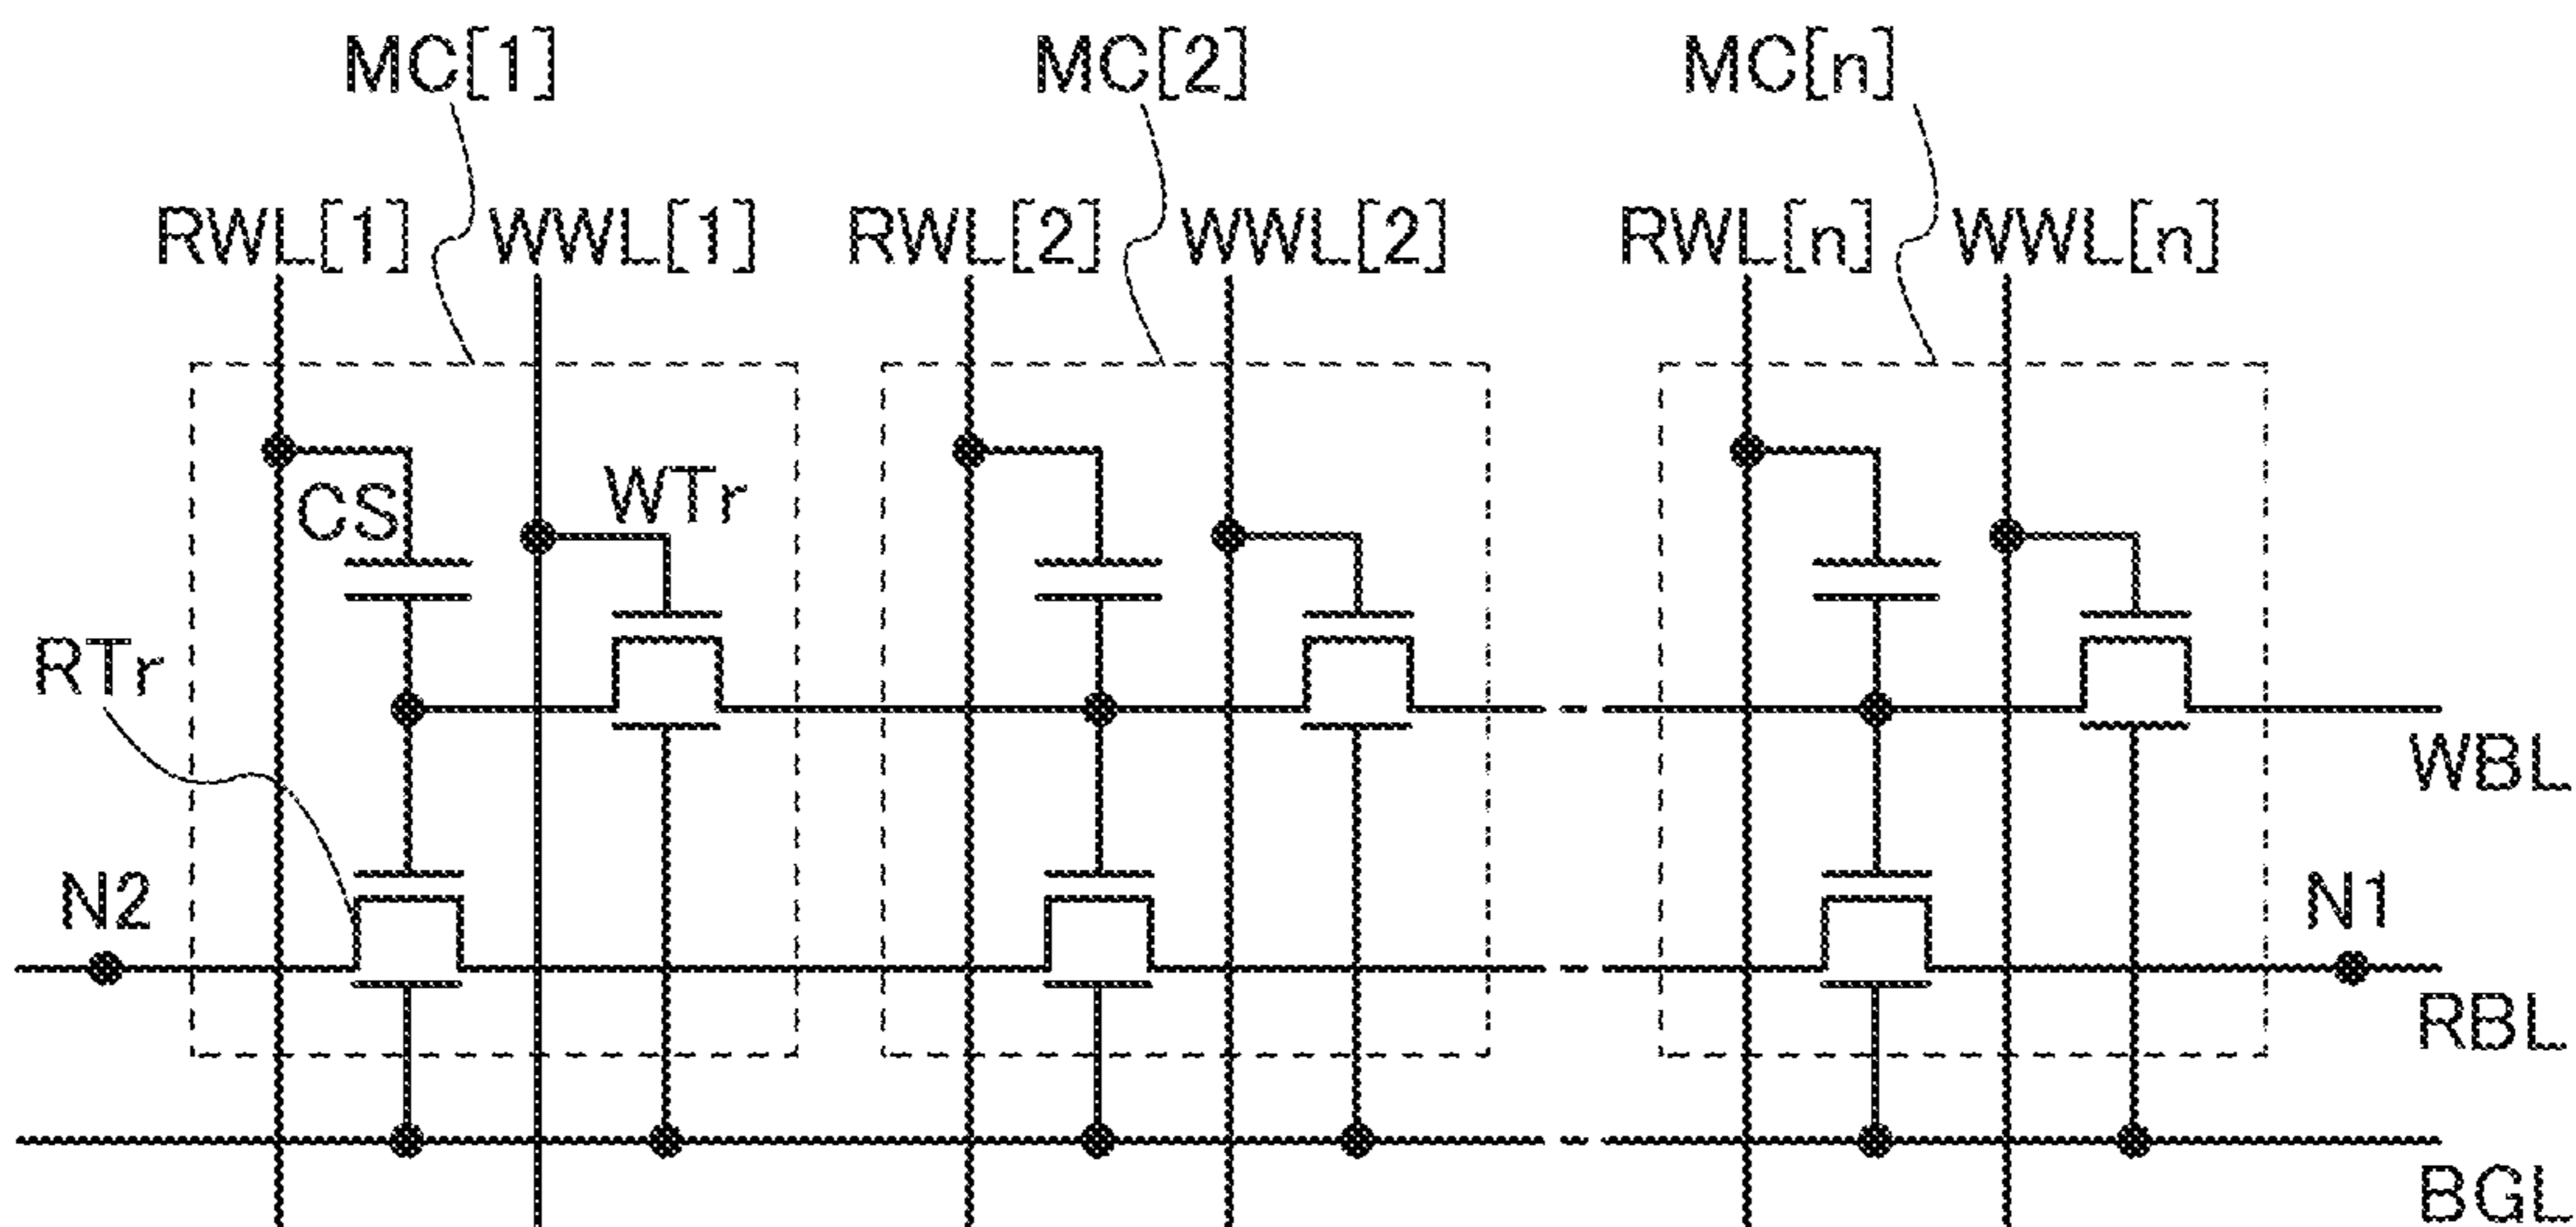 MC[1] MC[2] MC[n]
RWL[1] WWL[1] RWL[2] WWL[2] RWL[n] WWL[n]
CS WTr
RTr
WBL
N2 N1
RBL
BGL